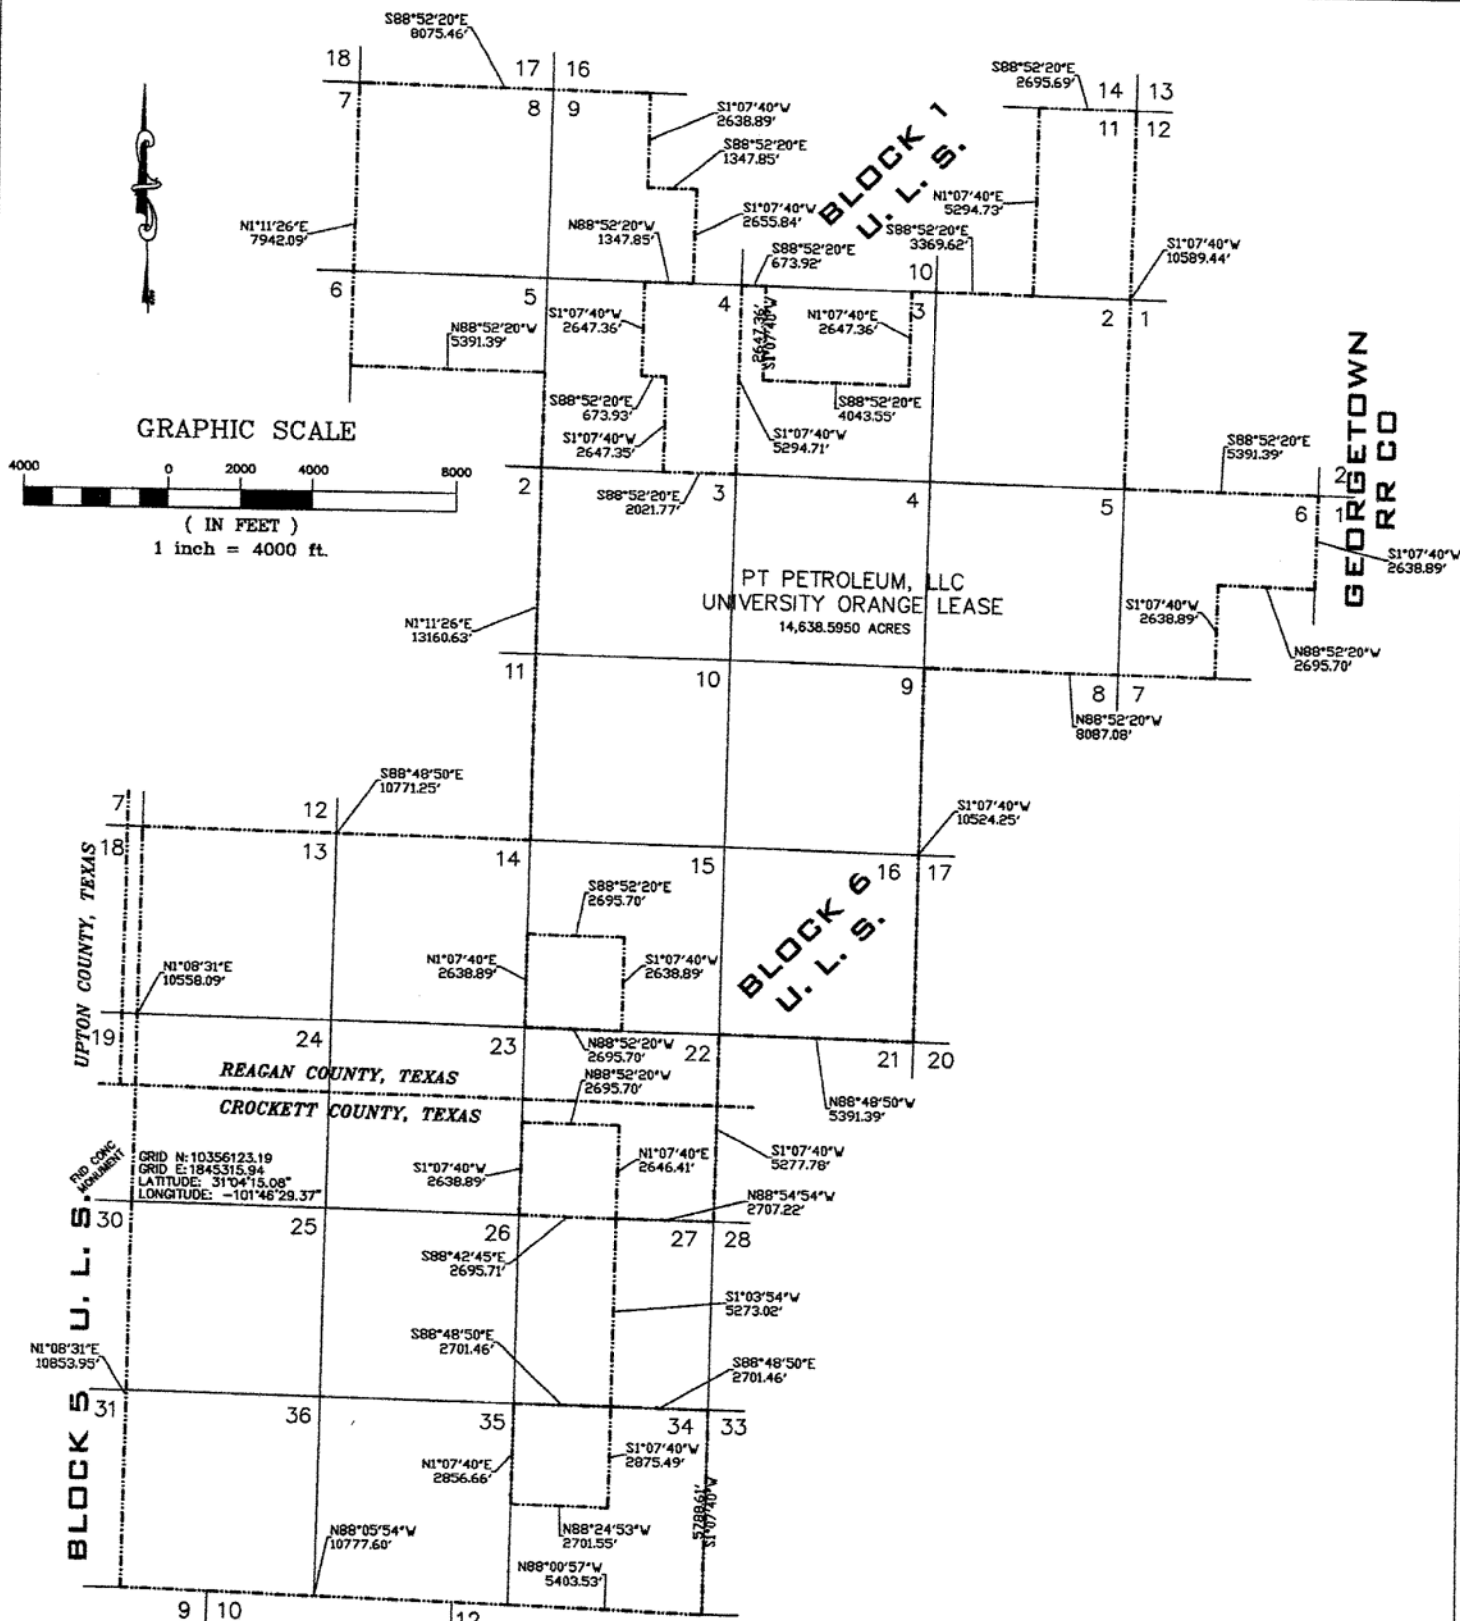 S88°52'20"E
8075.46'
18
17
16
7
8
9
S1°07'40"W
2638.89'
S88°52'20"E
1347.85'
S88°52'20"E
2695.69'
14
13
11
12
BLOCK 1
U. L. S.
N1°07'40"E
5294.73'
N1°11'26"E
7942.09'
N88°52'20"W
1347.85'
S1°07'40"W
2655.84'
S88°52'20"E
673.92'
S88°52'20"E
3369.62'
S1°07'40"W
10589.44'
6
5
4
10
3
2
1
S1°07'40"W
2647.36'
2647.36'
S1°07'40"W
N1°07'40"E
2647.36'
N88°52'20"W
5391.39'
S88°52'20"E
673.93'
S88°52'20"E
4043.55'
S1°07'40"W
2647.35'
S1°07'40"W
5294.71'
GEORGETOWN
RR CO
GRAPHIC SCALE
4000
0
2000
4000
8000
( IN FEET )
1 inch = 4000 ft.
S88°52'20"E
5391.39'
2
3
4
5
6
2
1
S88°52'20"E
2021.77'
S1°07'40"W
2638.89'
PT PETROLEUM, LLC
UNIVERSITY ORANGE LEASE
14,638.5950 ACRES
N1°11'26"E
13160.63'
S1°07'40"W
2638.89'
N88°52'20"W
2695.70'
11
10
9
8
7
N88°52'20"W
8087.08'
S88°48'50"E
10771.25'
S1°07'40"W
10524.25'
7
12
18
13
14
15
16
17
UPTON COUNTY, TEXAS
S88°52'20"E
2695.70'
BLOCK 6
U. L. S.
N1°08'31"E
10558.09'
N1°07'40"E
2638.89'
S1°07'40"W
2638.89'
19
24
23
22
21
20
N88°52'20"W
2695.70'
REAGAN COUNTY, TEXAS
N88°52'20"W
2695.70'
CROCKETT COUNTY, TEXAS
N88°48'50"W
5391.39'
FND CONC
MONUMENT
GRID N: 10356123.19
GRID E: 1845315.94
LATITUDE: 31°04'15.08"
LONGITUDE: -101°46'29.37"
S1°07'40"W
2638.89'
N1°07'40"E
2646.41'
S1°07'40"W
5277.78'
N88°54'54"W
2707.22'
30
25
26
27
28
S88°42'45"E
2695.71'
S1°03'54"W
5273.02'
BLOCK 5 U. L. S.
N1°08'31"E
10853.95'
S88°48'50"E
2701.46'
S88°48'50"E
2701.46'
31
36
35
34
33
N1°07'40"E
2856.66'
S1°07'40"W
2875.49'
5788.61'
S1°07'40"W
N88°05'54"W
10777.60'
N88°24'53"W
2701.55'
N88°00'57"W
5403.53'
9
10
12